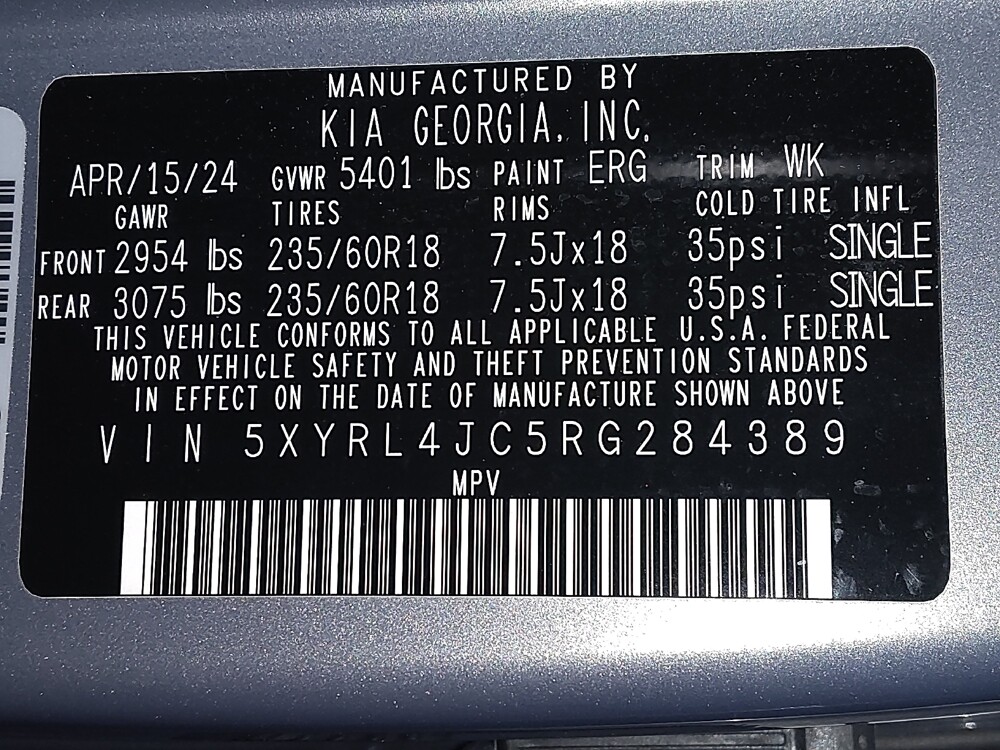 MANUFACTURED BY
KIA GEORGIA, INC.
APR/15/24 GVWR 5401 lbs PAINT ERG TRIM WK
GAWR TIRES RIMS COLD TIRE INFL
FRONT 2954 lbs 235/60R18 7.5Jx18 35psi SINGLE
REAR 3075 lbs 235/60R18 7.5Jx18 35psi SINGLE
THIS VEHICLE CONFORMS TO ALL APPLICABLE U.S.A. FEDERAL
MOTOR VEHICLE SAFETY AND THEFT PREVENTION STANDARDS
IN EFFECT ON THE DATE OF MANUFACTURE SHOWN ABOVE
VIN 5XYRL4JC5RG284389
MPV